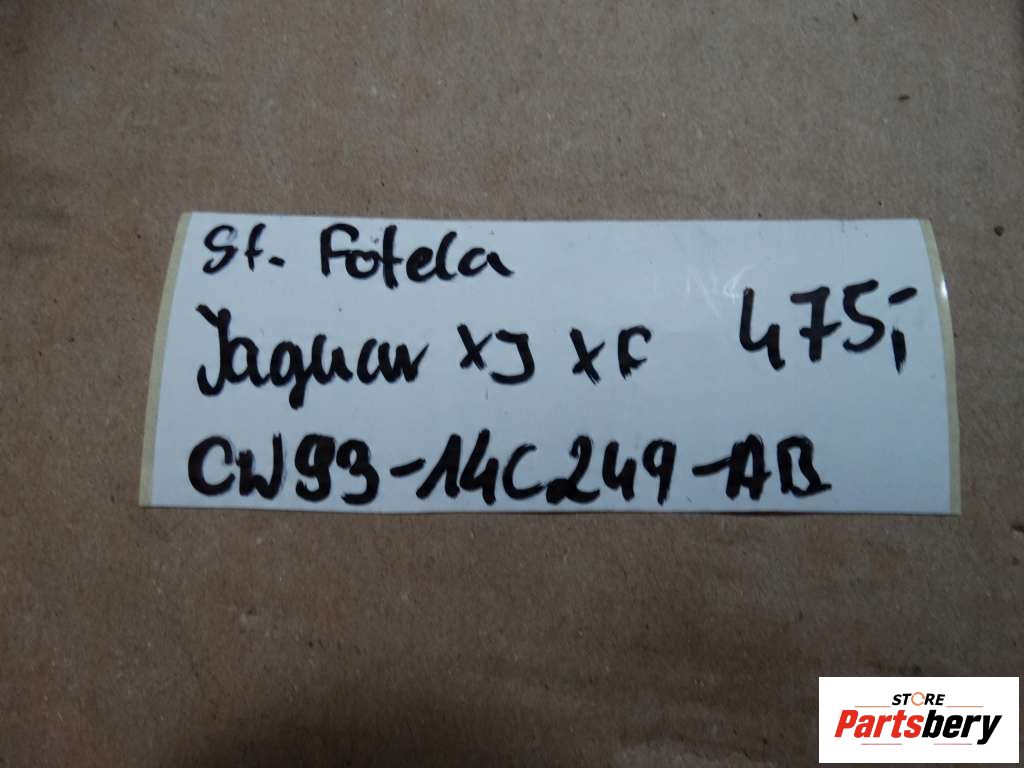 St. Fotela
Jaguar XJ XF 475,-
CW93-14C249-AB
STORE
Partsbery